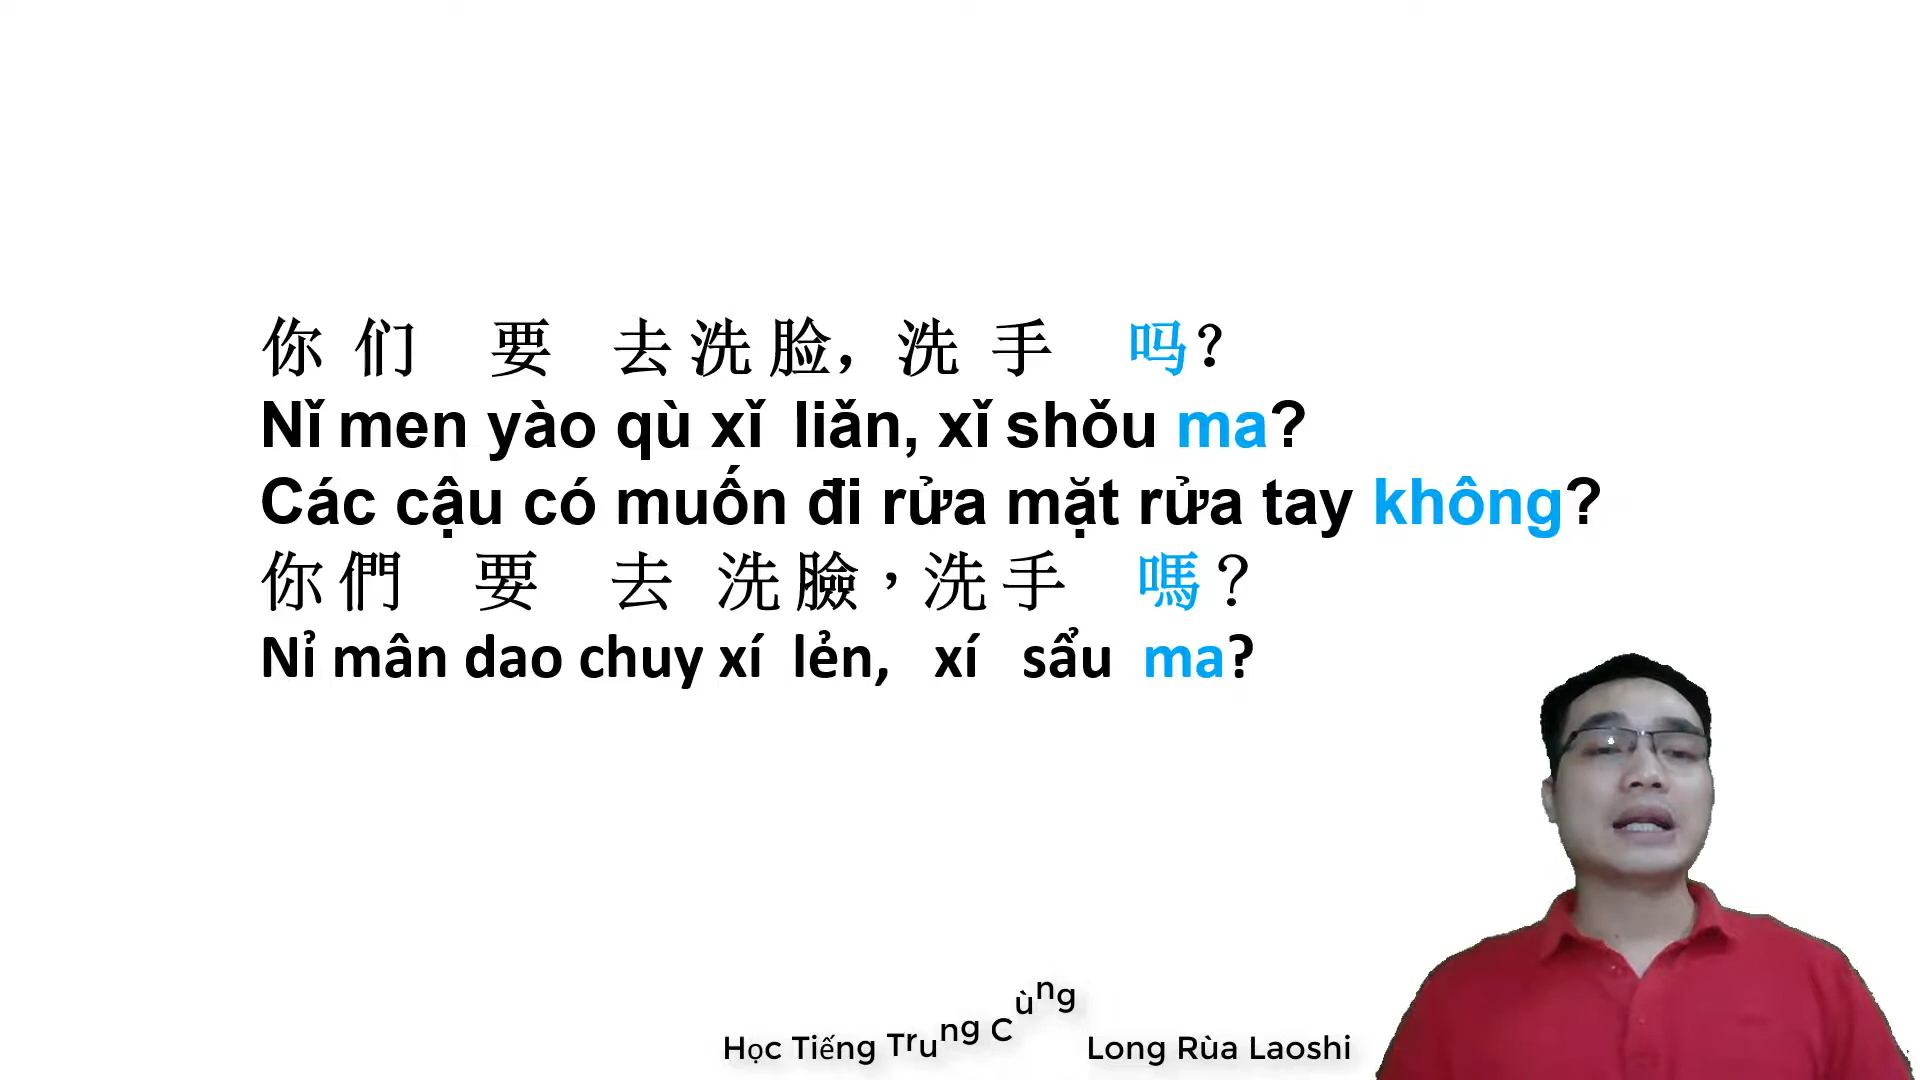 你们 要 去洗脸，洗手 吗？
Nǐ men yào qù xǐ liǎn, xǐ shǒu ma?
Các cậu có muốn đi rửa mặt rửa tay không?
你們 要 去 洗臉，洗手 嗎？
Nỉ mân dao chuy xí lẻn, xí sẩu ma?
Học Tiếng Trung Cùng Long Rùa Laoshi